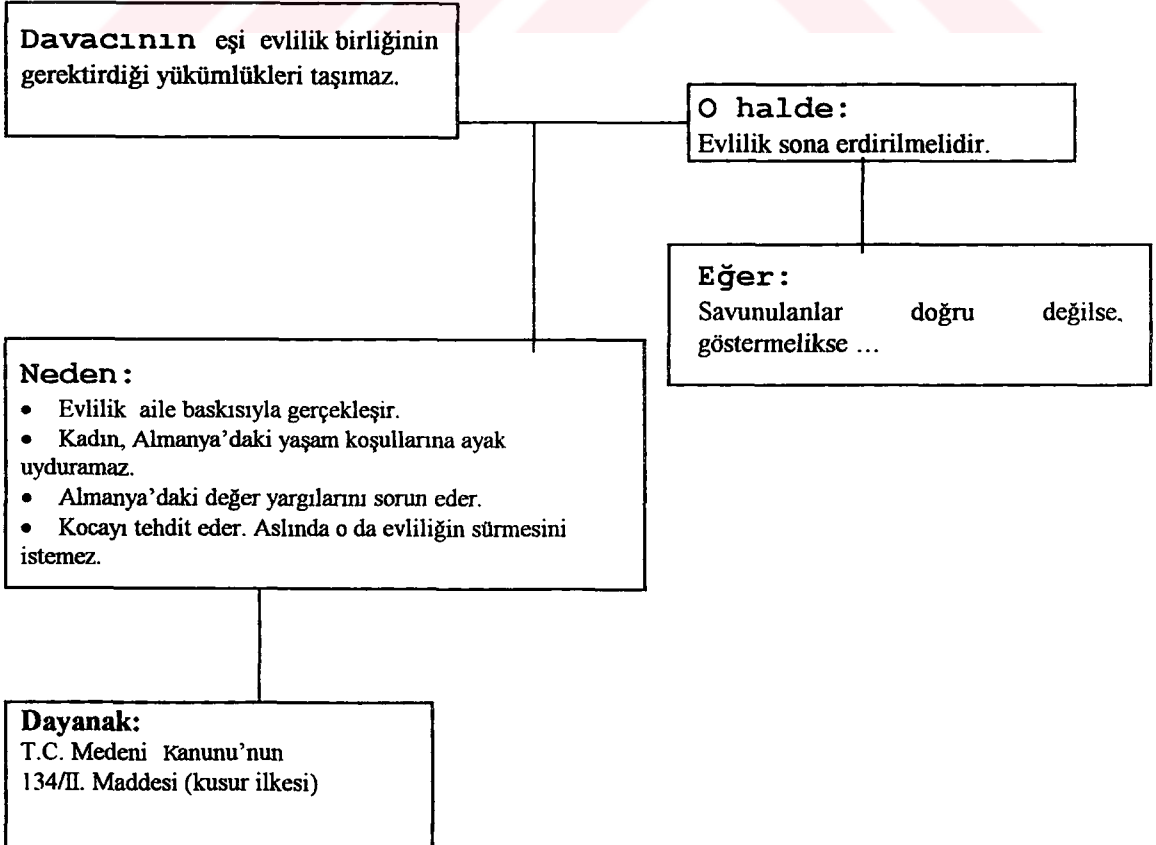 Davacının eşi evlilik birliğinin
gerektirdiği yükümlükleri taşımaz.
O halde:
Evlilik sona erdirilmelidir.
Eğer:
Savunulanlar doğru değilse,
göstermelikse ...
Neden:
• Evlilik aile baskısıyla gerçekleşir.
• Kadın, Almanya'daki yaşam koşullarına ayak
uyduramaz.
• Almanya'daki değer yargılarını sorun eder.
• Kocayı tehdit eder. Aslında o da evliliğin sürmesini
istemez.
Dayanak:
T.C. Medeni Kanunu'nun
134/II. Maddesi (kusur ilkesi)